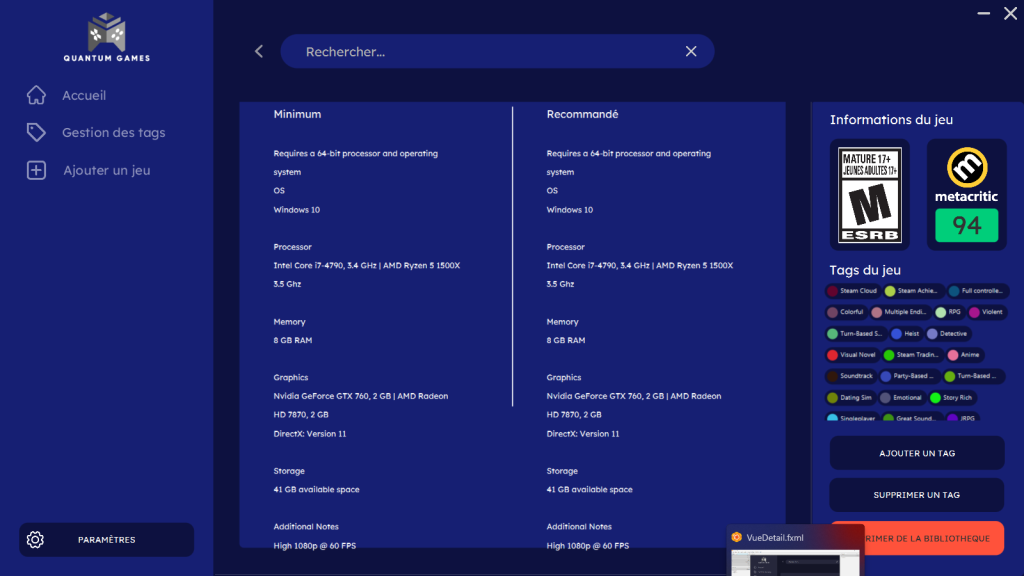 QUANTUM GAMES
Accueil
Gestion des tags
Ajouter un jeu
PARAMÈTRES
Rechercher...
Minimum
Requires a 64-bit processor and operating
system
OS
Windows 10
Processor
Intel Core i7-4790, 3.4 GHz | AMD Ryzen 5 1500X
3.5 Ghz
Memory
8 GB RAM
Graphics
Nvidia GeForce GTX 760, 2 GB | AMD Radeon
HD 7870, 2 GB
DirectX: Version 11
Storage
41 GB available space
Additional Notes
High 1080p @ 60 FPS
Recommandé
Requires a 64-bit processor and operating
system
OS
Windows 10
Processor
Intel Core i7-4790, 3.4 GHz | AMD Ryzen 5 1500X
3.5 Ghz
Memory
8 GB RAM
Graphics
Nvidia GeForce GTX 760, 2 GB | AMD Radeon
HD 7870, 2 GB
DirectX: Version 11
Storage
41 GB available space
Additional Notes
High 1080p @ 60 FPS
Informations du jeu
MATURE 17+
JEUNES ADULTES 17+
M
ESRB
metacritic
94
Tags du jeu
Steam Cloud Steam Achie... Full controlle...
Colorful Multiple Endi... RPG Violent
Turn-Based S... Heist Detective
Visual Novel Steam Tradin... Anime
Soundtrack Party-Based ... Turn-Based ...
Dating Sim Emotional Story Rich
Singleplayer Great Sound... JRPG
AJOUTER UN TAG
SUPPRIMER UN TAG
RIMER DE LA BIBLIOTHEQUE
VueDetail.fxml